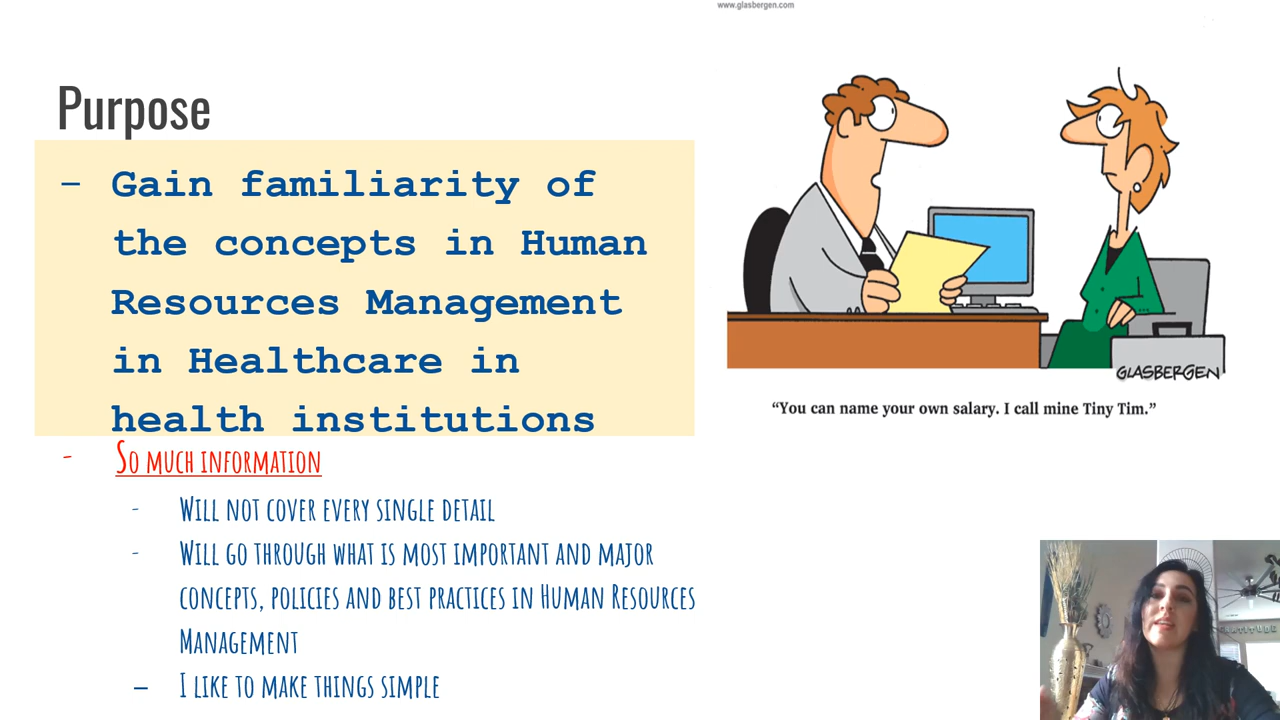 www.glasbergen.com
Purpose
- Gain familiarity of
the concepts in Human
Resources Management
in Healthcare in
health institutions
- So much information
- Will not cover every single detail
- Will go through what is most important and major
concepts, policies and best practices in Human Resources
Management
- I like to make things simple
GLASBERGEN
“You can name your own salary. I call mine Tiny Tim.”
GRATITUDE